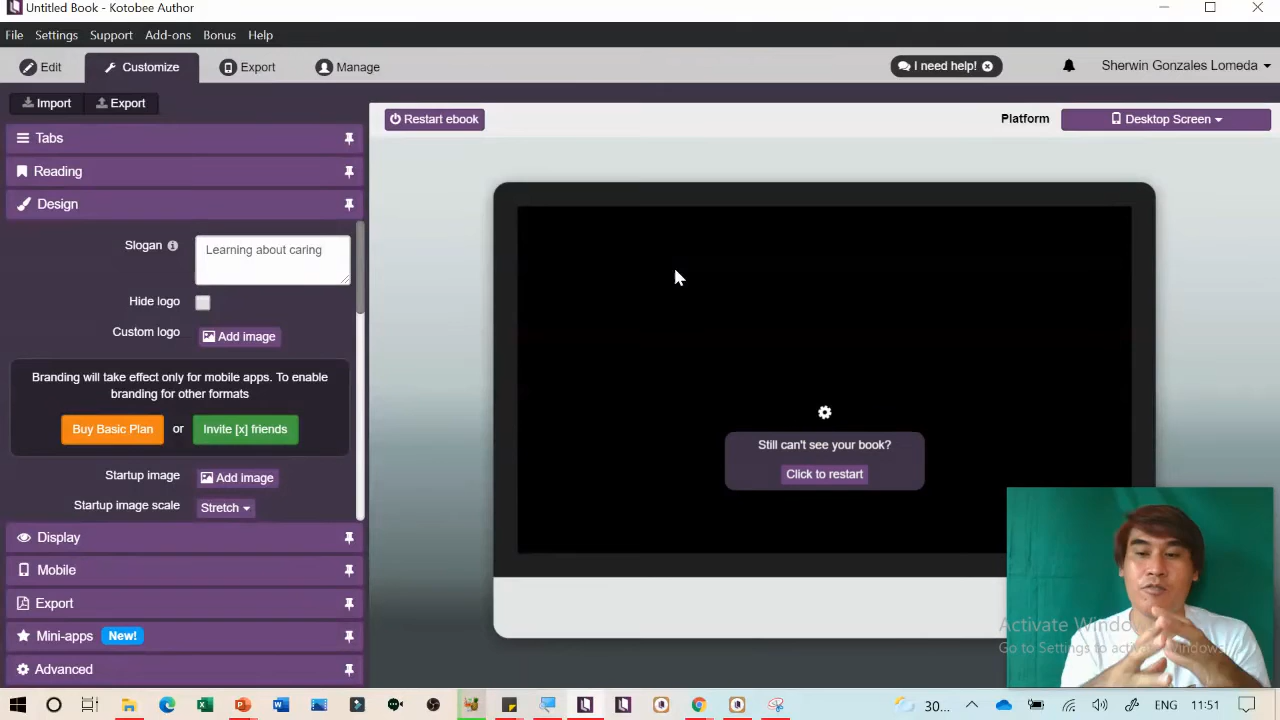 Untitled Book - Kotobee Author
File Settings Support Add-ons Bonus Help
Edit Customize Export Manage I need help! Sherwin Gonzales Lomeda
Import Export
Restart ebook Platform Desktop Screen
Tabs
Reading
Design
Slogan Learning about caring
Hide logo
Custom logo Add image
Branding will take effect only for mobile apps. To enable
branding for other formats
Buy Basic Plan or Invite [x] friends
Startup image Add image
Startup image scale Stretch
Still can't see your book?
Click to restart
Display
Mobile
Export
Mini-apps New!
Advanced
Go to Settings to activate Windows.
30... ENG 11:51